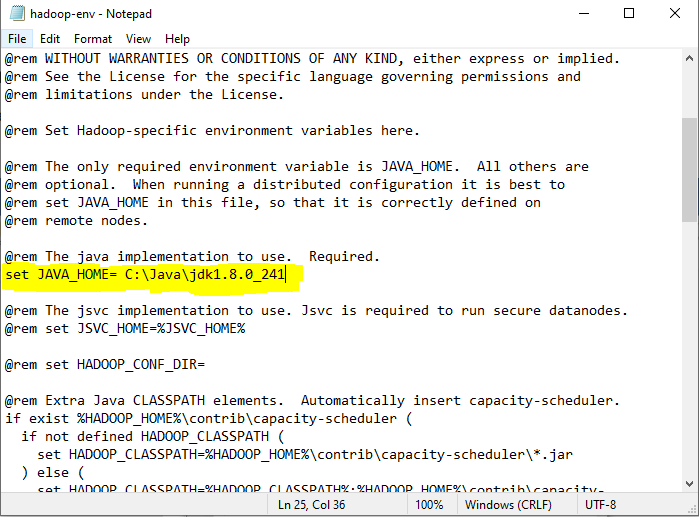 hadoop-env - Notepad
File Edit Format View Help
@rem WITHOUT WARRANTIES OR CONDITIONS OF ANY KIND, either express or implied.
@rem See the License for the specific language governing permissions and
@rem limitations under the License.
@rem Set Hadoop-specific environment variables here.
@rem The only required environment variable is JAVA_HOME.  All others are
@rem optional.  When running a distributed configuration it is best to
@rem set JAVA_HOME in this file, so that it is correctly defined on
@rem remote nodes.
@rem The java implementation to use.  Required.
set JAVA_HOME= C:\Java\jdk1.8.0_241
@rem The jsvc implementation to use. Jsvc is required to run secure datanodes.
@rem set JSVC_HOME=%JSVC_HOME%
@rem set HADOOP_CONF_DIR=
@rem Extra Java CLASSPATH elements.  Automatically insert capacity-scheduler.
if exist %HADOOP_HOME%\contrib\capacity-scheduler (
  if not defined HADOOP_CLASSPATH (
    set HADOOP_CLASSPATH=%HADOOP_HOME%\contrib\capacity-scheduler\*.jar
  ) else (
    set HADOOP_CLASSPATH=%HADOOP_CLASSPATH%;%HADOOP_HOME%\contrib\capacity-
Ln 25, Col 36 100% Windows (CRLF) UTF-8